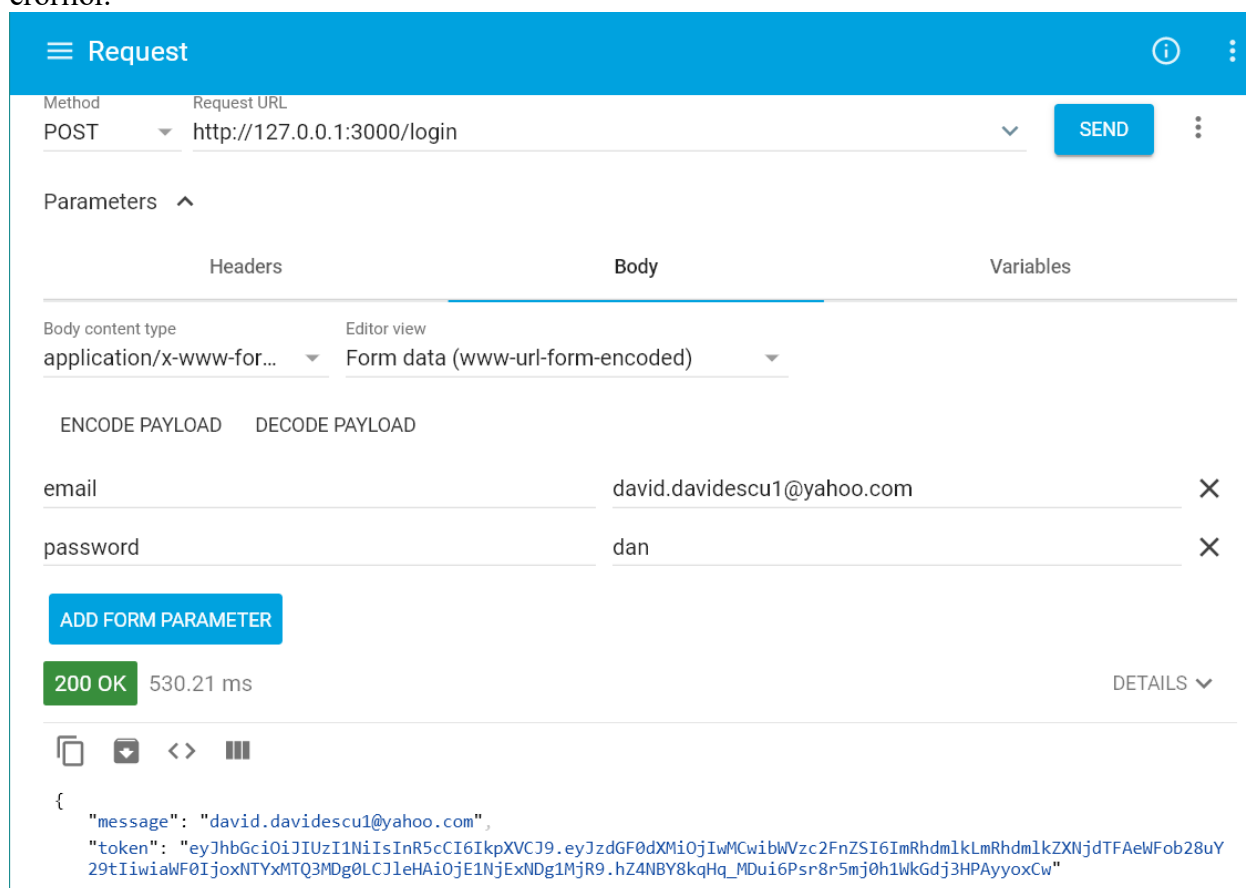 Request
Method Request URL
POST http://127.0.0.1:3000/login SEND
Parameters
Headers Body Variables
Body content type Editor view
application/x-www-for... Form data (www-url-form-encoded)
ENCODE PAYLOAD DECODE PAYLOAD
email david.davidescu1@yahoo.com
password dan
ADD FORM PARAMETER
200 OK 530.21 ms DETAILS
{
"message": "david.davidescu1@yahoo.com",
"token": "eyJhbGciOiJIUzI1NiIsInR5cCI6IkpXVCJ9.eyJzdGF0dXMiOjIwMCwibWVzc2FnZSI6ImRhdmlkLmRhdmlkZXNjdTFAeWFob28uY
29tIiwiaWF0IjoxNTYxMTQ3MDg0LCJleHAiOjE1NjExNDg1MjR9.hZ4NBY8kqHq_MDui6Psr8r5mj0h1WkGdj3HPAyyoxCw"